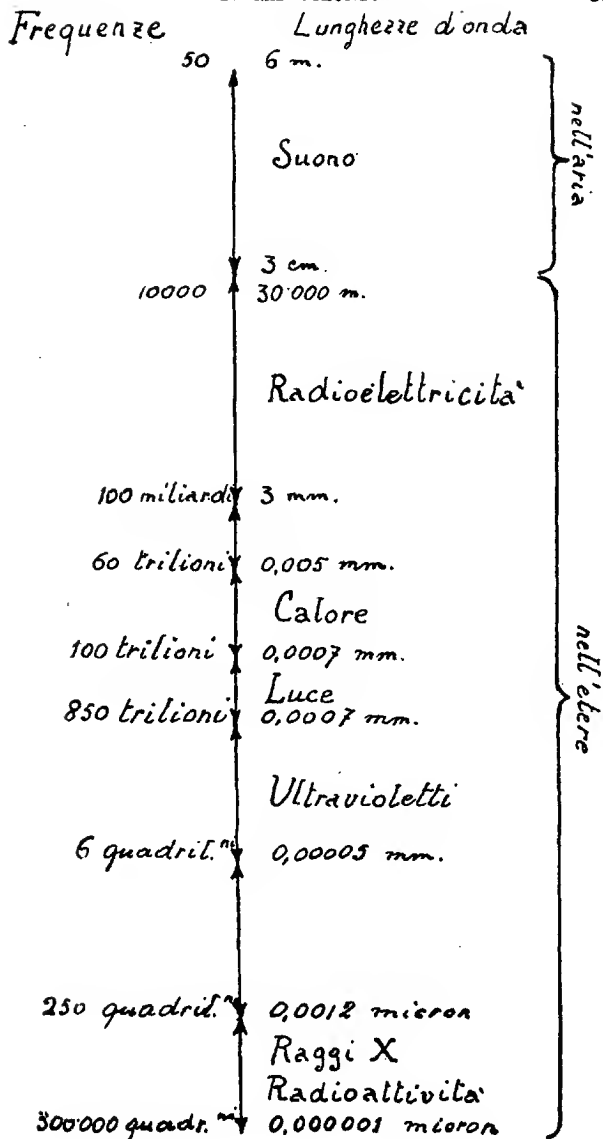 Frequenze Lunghezze d'onda
50 6 m.
Suono
nell'aria
3 cm.
10000 30'000 m.
Radioelettricità
100 miliardi 3 mm.
60 trilioni 0,005 mm.
Calore
nell'etere
100 trilioni 0,0007 mm.
Luce
850 trilioni 0,0007 mm.
Ultravioletti
6 quadril.ni 0,00005 mm.
250 quadril.ni 0,0012 micron
Raggi X
Radioattività
300'000 quadr.ni 0,000001 micron